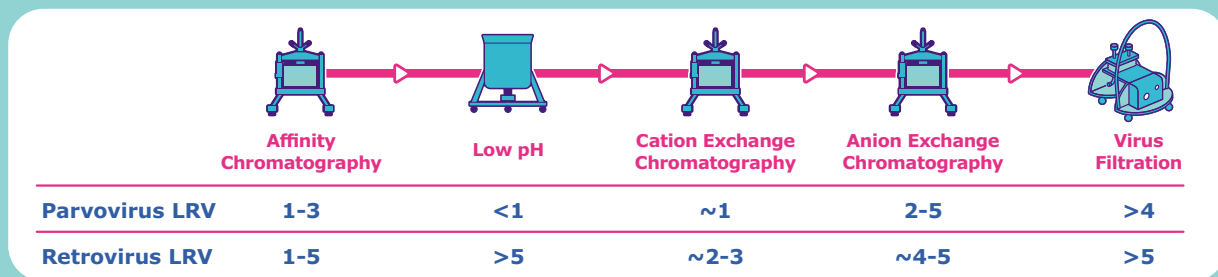 Affinity
Chromatography
Low pH
Cation Exchange
Chromatography
Anion Exchange
Chromatography
Virus
Filtration
Parvovirus LRV 1-3 <1 ~1 2-5 >4
Retrovirus LRV 1-5 >5 ~2-3 ~4-5 >5